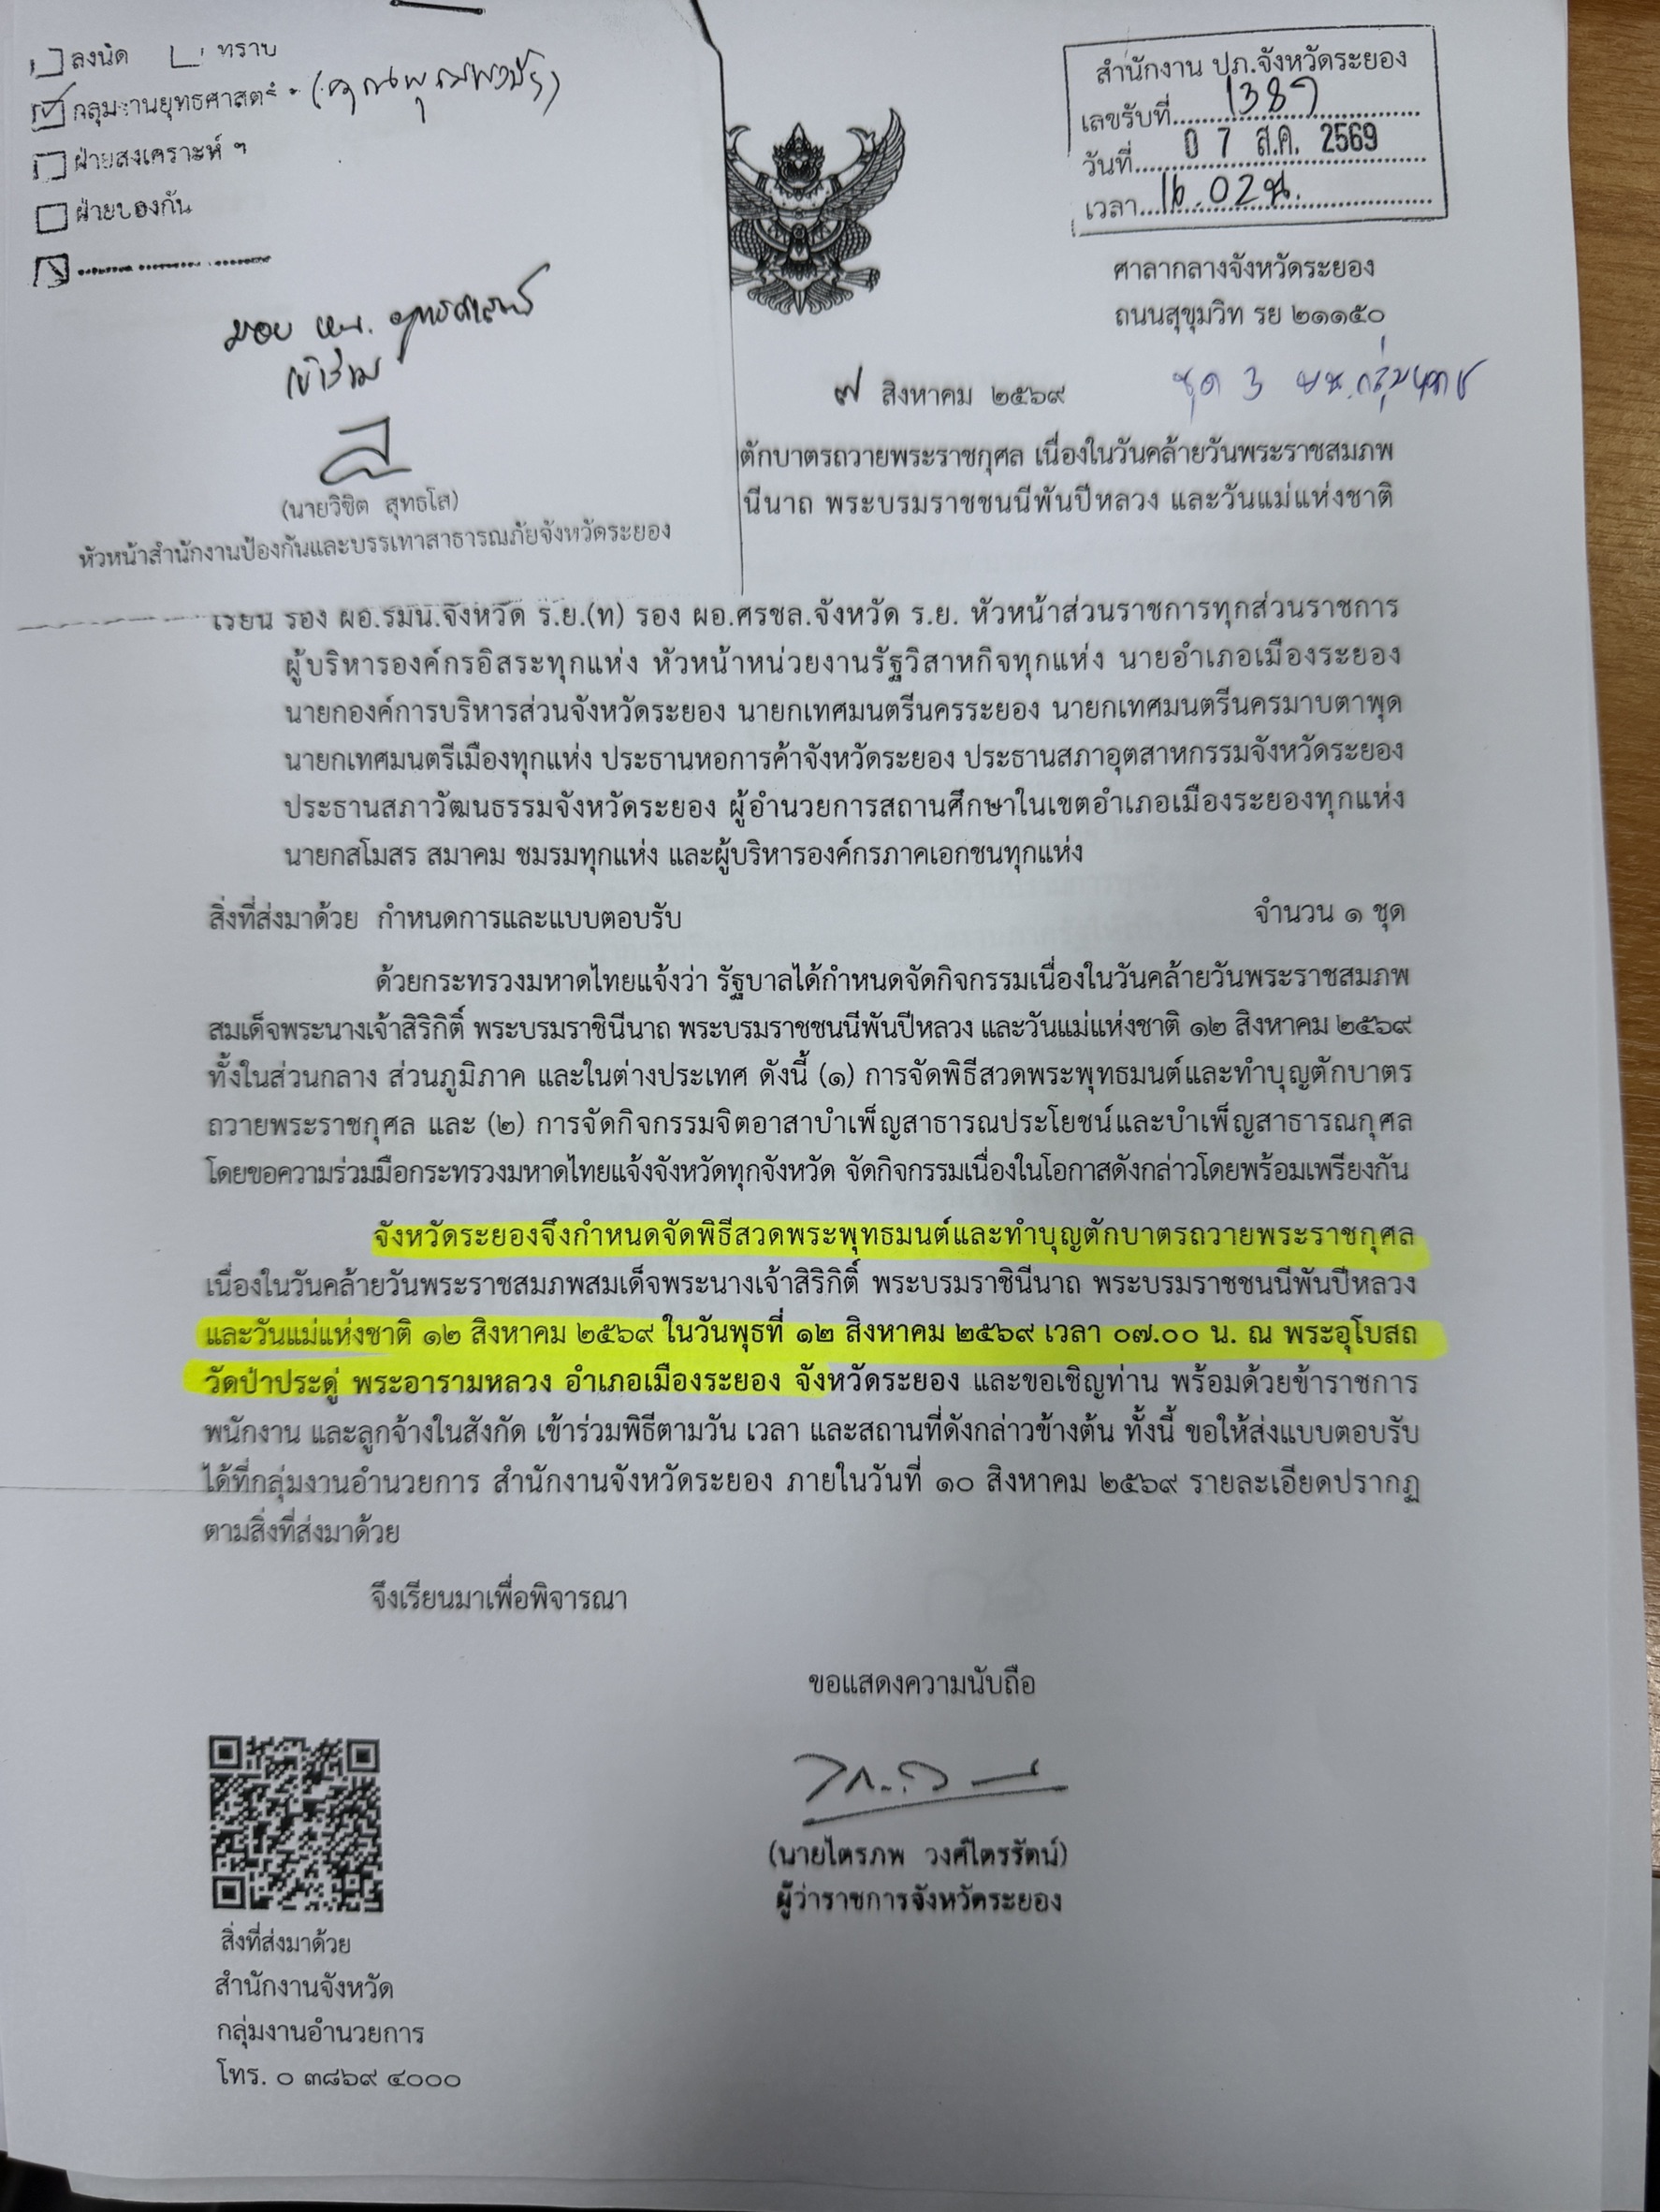 ลงนัด
ทราบ
กลุ่มงานยุทธศาสตร์
ฝ่ายสงเคราะห์ ฯ
ฝ่ายป้องกัน
มอบ หน. ยุทธศาสตร์
เข้าร่วม
(นายวิชิต สุทธโส)
หัวหน้าสำนักงานป้องกันและบรรเทาสาธารณภัยจังหวัดระยอง
สำนักงาน ปภ.จังหวัดระยอง
เลขรับที่
วันที่ 0 7 ส.ค. 2569
เวลา 16.02 น.
ศาลากลางจังหวัดระยอง
ถนนสุขุมวิท รย ๒๑๑๕๐
๗ สิงหาคม ๒๕๖๙
ชุด 3
ตักบาตรถวายพระราชกุศล เนื่องในวันคล้ายวันพระราชสมภพ
นีนาถ พระบรมราชชนนีพันปีหลวง และวันแม่แห่งชาติ
เรียน รอง ผอ.รมน.จังหวัด ร.ย.(ท) รอง ผอ.ศรชล.จังหวัด ร.ย. หัวหน้าส่วนราชการทุกส่วนราชการ
ผู้บริหารองค์กรอิสระทุกแห่ง หัวหน้าหน่วยงานรัฐวิสาหกิจทุกแห่ง นายอำเภอเมืองระยอง
นายกองค์การบริหารส่วนจังหวัดระยอง นายกเทศมนตรีนครระยอง นายกเทศมนตรีนครมาบตาพุด
นายกเทศมนตรีเมืองทุกแห่ง ประธานหอการค้าจังหวัดระยอง ประธานสภาอุตสาหกรรมจังหวัดระยอง
ประธานสภาวัฒนธรรมจังหวัดระยอง ผู้อำนวยการสถานศึกษาในเขตอำเภอเมืองระยองทุกแห่ง
นายกสโมสร สมาคม ชมรมทุกแห่ง และผู้บริหารองค์กรภาคเอกชนทุกแห่ง
สิ่งที่ส่งมาด้วย กำหนดการและแบบตอบรับ จำนวน ๑ ชุด
ด้วยกระทรวงมหาดไทยแจ้งว่า รัฐบาลได้กำหนดจัดกิจกรรมเนื่องในวันคล้ายวันพระราชสมภพ
สมเด็จพระนางเจ้าสิริกิติ์ พระบรมราชินีนาถ พระบรมราชชนนีพันปีหลวง และวันแม่แห่งชาติ ๑๒ สิงหาคม ๒๕๖๙
ทั้งในส่วนกลาง ส่วนภูมิภาค และในต่างประเทศ ดังนี้ (๑) การจัดพิธีสวดพระพุทธมนต์และทำบุญตักบาตร
ถวายพระราชกุศล และ (๒) การจัดกิจกรรมจิตอาสาบำเพ็ญสาธารณประโยชน์และบำเพ็ญสาธารณกุศล
โดยขอความร่วมมือกระทรวงมหาดไทยแจ้งจังหวัดทุกจังหวัด จัดกิจกรรมเนื่องในโอกาสดังกล่าวโดยพร้อมเพรียงกัน
จังหวัดระยองจึงกำหนดจัดพิธีสวดพระพุทธมนต์และทำบุญตักบาตรถวายพระราชกุศล
เนื่องในวันคล้ายวันพระราชสมภพสมเด็จพระนางเจ้าสิริกิติ์ พระบรมราชินีนาถ พระบรมราชชนนีพันปีหลวง
และวันแม่แห่งชาติ ๑๒ สิงหาคม ๒๕๖๙ ในวันพุธที่ ๑๒ สิงหาคม ๒๕๖๙ เวลา ๐๗.๐๐ น. ณ พระอุโบสถ
วัดป่าประดู่ พระอารามหลวง อำเภอเมืองระยอง จังหวัดระยอง และขอเชิญท่าน พร้อมด้วยข้าราชการ
พนักงาน และลูกจ้างในสังกัด เข้าร่วมพิธีตามวัน เวลา และสถานที่ดังกล่าวข้างต้น ทั้งนี้ ขอให้ส่งแบบตอบรับ
ได้ที่กลุ่มงานอำนวยการ สำนักงานจังหวัดระยอง ภายในวันที่ ๑๐ สิงหาคม ๒๕๖๙ รายละเอียดปรากฏ
ตามสิ่งที่ส่งมาด้วย
จึงเรียนมาเพื่อพิจารณา
ขอแสดงความนับถือ
(นายไตรภพ วงศ์ไตรรัตน์)
ผู้ว่าราชการจังหวัดระยอง
สิ่งที่ส่งมาด้วย
สำนักงานจังหวัด
กลุ่มงานอำนวยการ
โทร. ๐ ๓๘๖๙ ๔๐๐๐